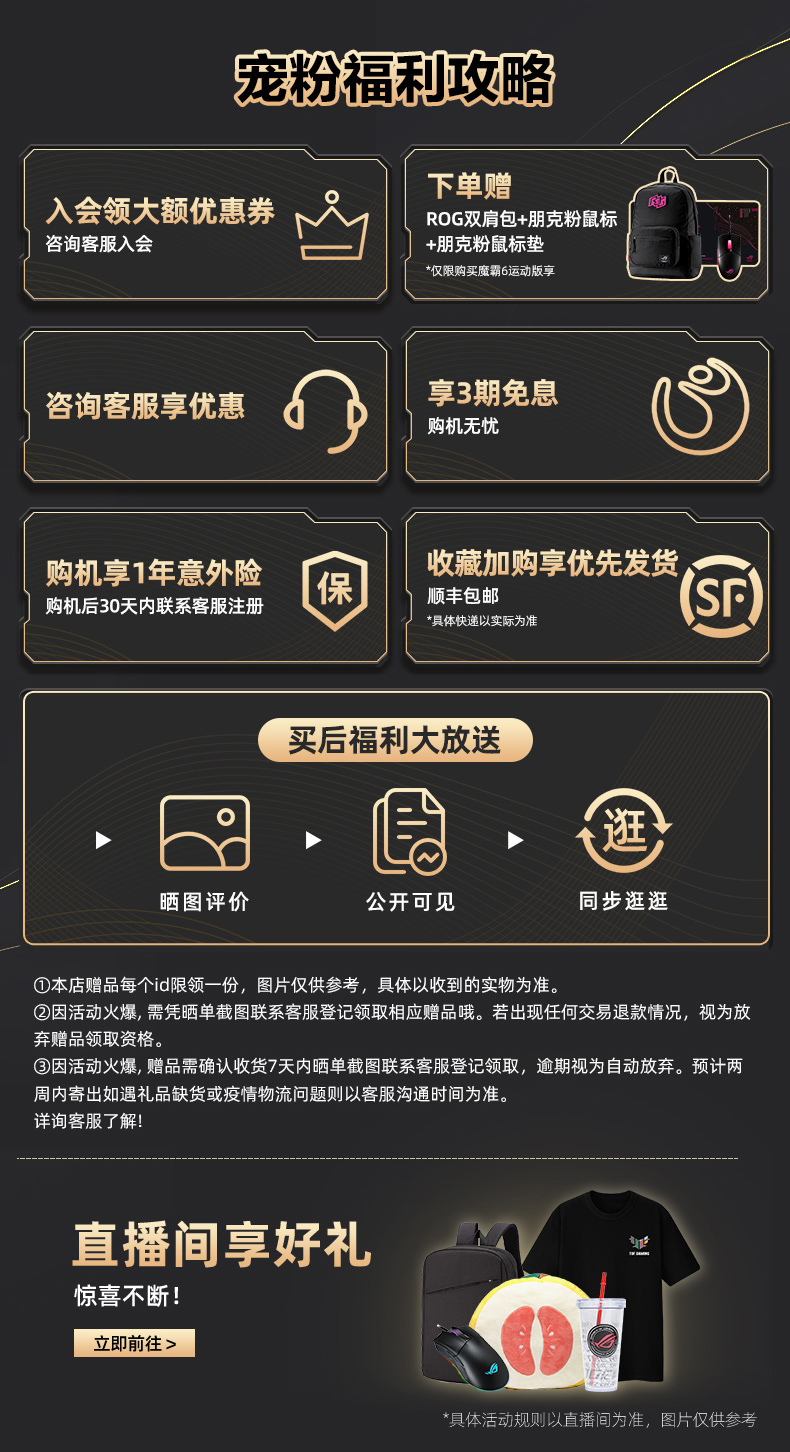 宠粉福利攻略
入会领大额优惠券
咨询客服入会
下单赠
ROG双肩包+朋克粉鼠标
+朋克粉鼠标垫
*仅限购买魔霸6运动版享
咨询客服享优惠
享3期免息
购机无忧
购机享1年意外险
购机后30天内联系客服注册
保
收藏加购享优先发货
顺丰包邮
*具体快递以实际为准
SF
买后福利大放送
逛
晒图评价
公开可见
同步逛逛
①本店赠品每个id限领一份，图片仅供参考，具体以收到的实物为准。
②因活动火爆, 需凭晒单截图联系客服登记领取相应赠品哦。若出现任何交易退款情况，视为放
弃赠品领取资格。
③因活动火爆, 赠品需确认收货7天内晒单截图联系客服登记领取，逾期视为自动放弃。预计两
周内寄出如遇礼品缺货或疫情物流问题则以客服沟通时间为准。
详询客服了解!
直播间享好礼
惊喜不断!
立即前往 >
TUF GAMING
*具体活动规则以直播间为准，图片仅供参考